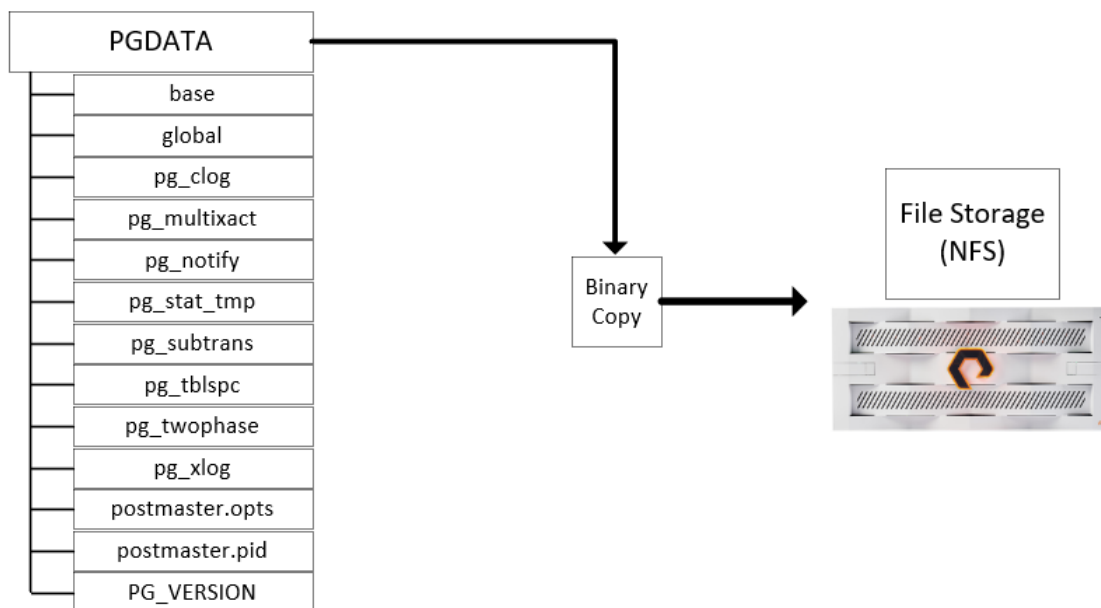 PGDATA
base
global
pg_clog
pg_multixact
pg_notify
pg_stat_tmp
pg_subtrans
pg_tblspc
pg_twophase
pg_xlog
postmaster.opts
postmaster.pid
PG_VERSION
Binary
Copy
File Storage
(NFS)